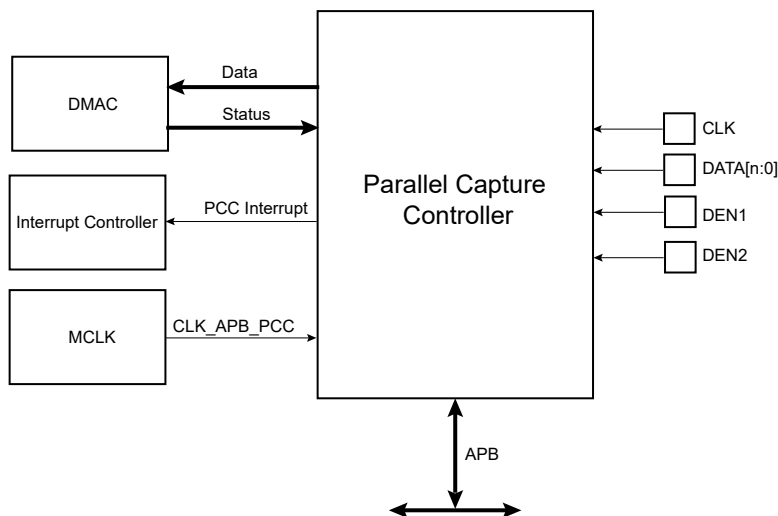 Data
DMAC
Status
Interrupt Controller
PCC Interrupt
MCLK
CLK_APB_PCC
Parallel Capture
Controller
CLK
DATA[n:0]
DEN1
DEN2
APB